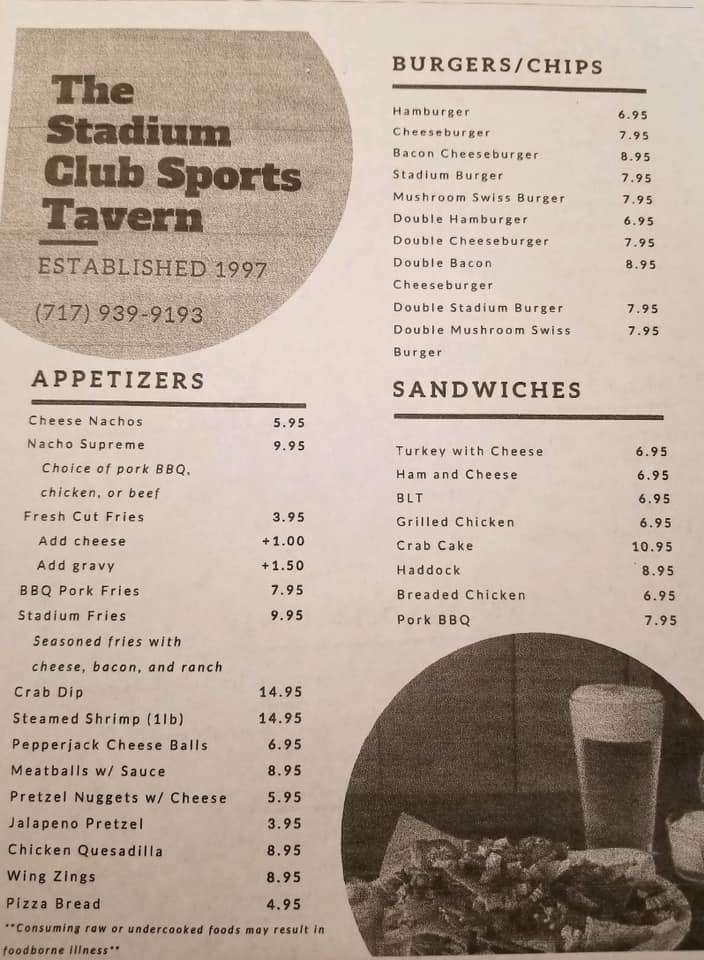 The
Stadium
Club Sports
Tavern
ESTABLISHED 1997
(717) 939-9193
APPETIZERS
Cheese Nachos 5.95
Nacho Supreme 9.95
Choice of pork BBQ,
chicken, or beef
Fresh Cut Fries 3.95
Add cheese +1.00
Add gravy +1.50
BBQ Pork Fries 7.95
Stadium Fries 9.95
Seasoned fries with
cheese, bacon, and ranch
Crab Dip 14.95
Steamed Shrimp (1lb) 14.95
Pepperjack Cheese Balls 6.95
Meatballs w/ Sauce 8.95
Pretzel Nuggets w/ Cheese 5.95
Jalapeno Pretzel 3.95
Chicken Quesadilla 8.95
Wing Zings 8.95
Pizza Bread 4.95
**Consuming raw or undercooked foods may result in
foodborne illness**
BURGERS/CHIPS
Hamburger 6.95
Cheeseburger 7.95
Bacon Cheeseburger 8.95
Stadium Burger 7.95
Mushroom Swiss Burger 7.95
Double Hamburger 6.95
Double Cheeseburger 7.95
Double Bacon 8.95
Cheeseburger
Double Stadium Burger 7.95
Double Mushroom Swiss 7.95
Burger
SANDWICHES
Turkey with Cheese 6.95
Ham and Cheese 6.95
BLT 6.95
Grilled Chicken 6.95
Crab Cake 10.95
Haddock 8.95
Breaded Chicken 6.95
Pork BBQ 7.95